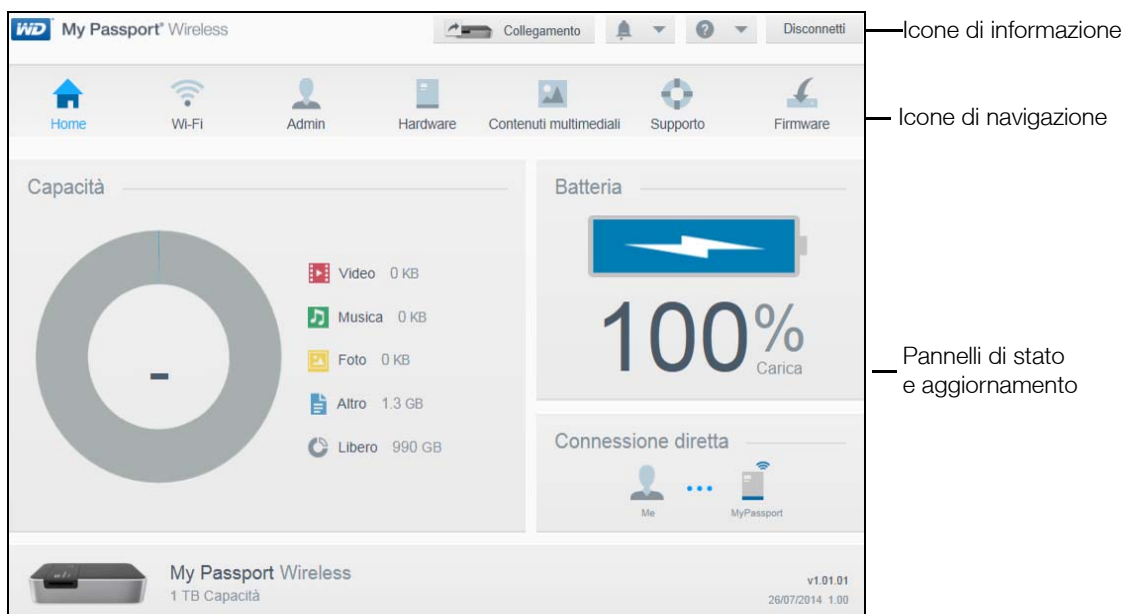 WD My Passport® Wireless
Collegamento
Disconnetti
Icone di informazione
Home
Wi-Fi
Admin
Hardware
Contenuti multimediali
Supporto
Firmware
Icone di navigazione
Capacità
-
Video 0 KB
Musica 0 KB
Foto 0 KB
Altro 1.3 GB
Libero 990 GB
Batteria
100%
Carica
Pannelli di stato
e aggiornamento
Connessione diretta
Me
MyPassport
My Passport Wireless
1 TB Capacità
v1.01.01
26/07/2014 1.00